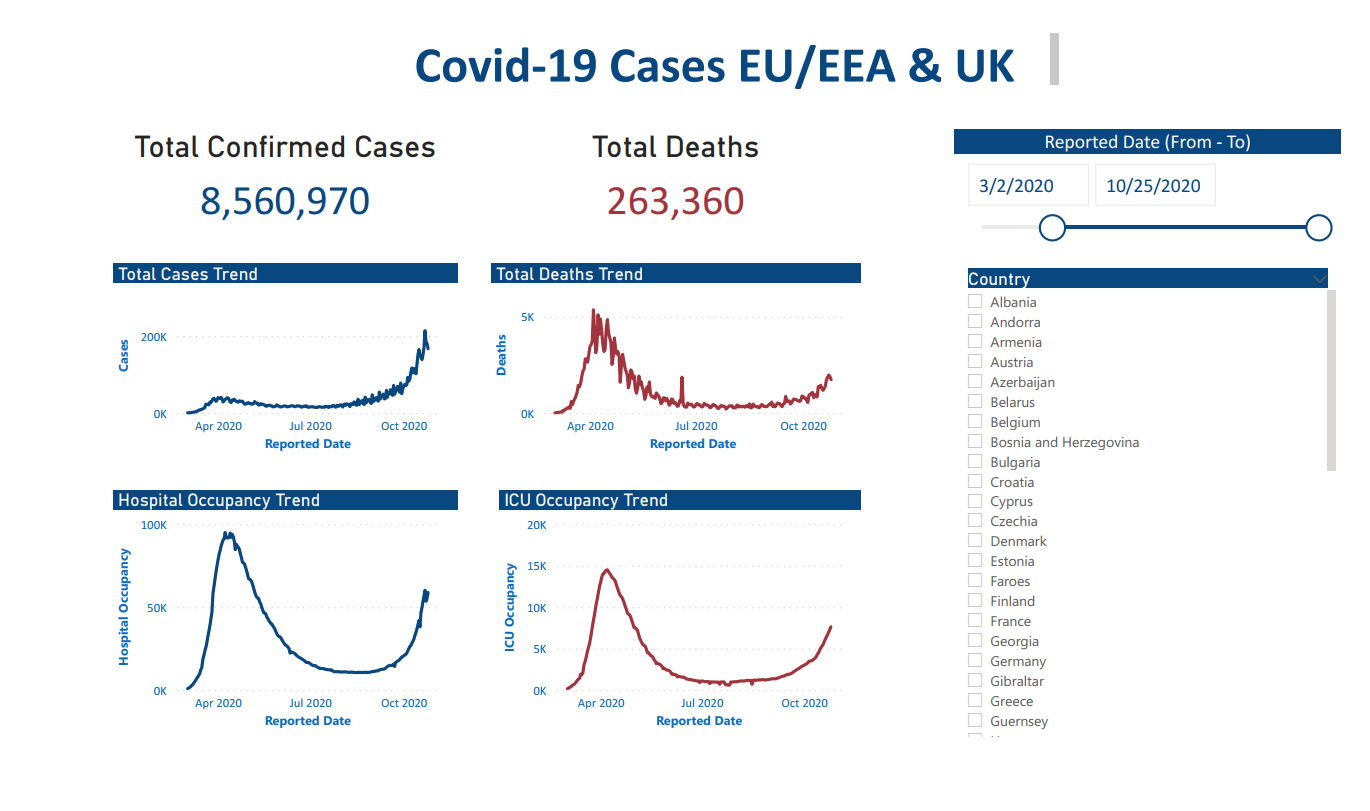 Covid-19 Cases EU/EEA & UK
Total Confirmed Cases
8,560,970
Total Deaths
263,360
Reported Date (From - To)
3/2/2020
10/25/2020
Total Cases Trend
Cases
200K
0K
Apr 2020
Jul 2020
Oct 2020
Reported Date
Total Deaths Trend
Deaths
5K
0K
Apr 2020
Jul 2020
Oct 2020
Reported Date
Hospital Occupancy Trend
Hospital Occupancy
100K
50K
0K
Apr 2020
Jul 2020
Oct 2020
Reported Date
ICU Occupancy Trend
ICU Occupancy
20K
15K
10K
5K
0K
Apr 2020
Jul 2020
Oct 2020
Reported Date
Country
Albania
Andorra
Armenia
Austria
Azerbaijan
Belarus
Belgium
Bosnia and Herzegovina
Bulgaria
Croatia
Cyprus
Czechia
Denmark
Estonia
Faroes
Finland
France
Georgia
Germany
Gibraltar
Greece
Guernsey